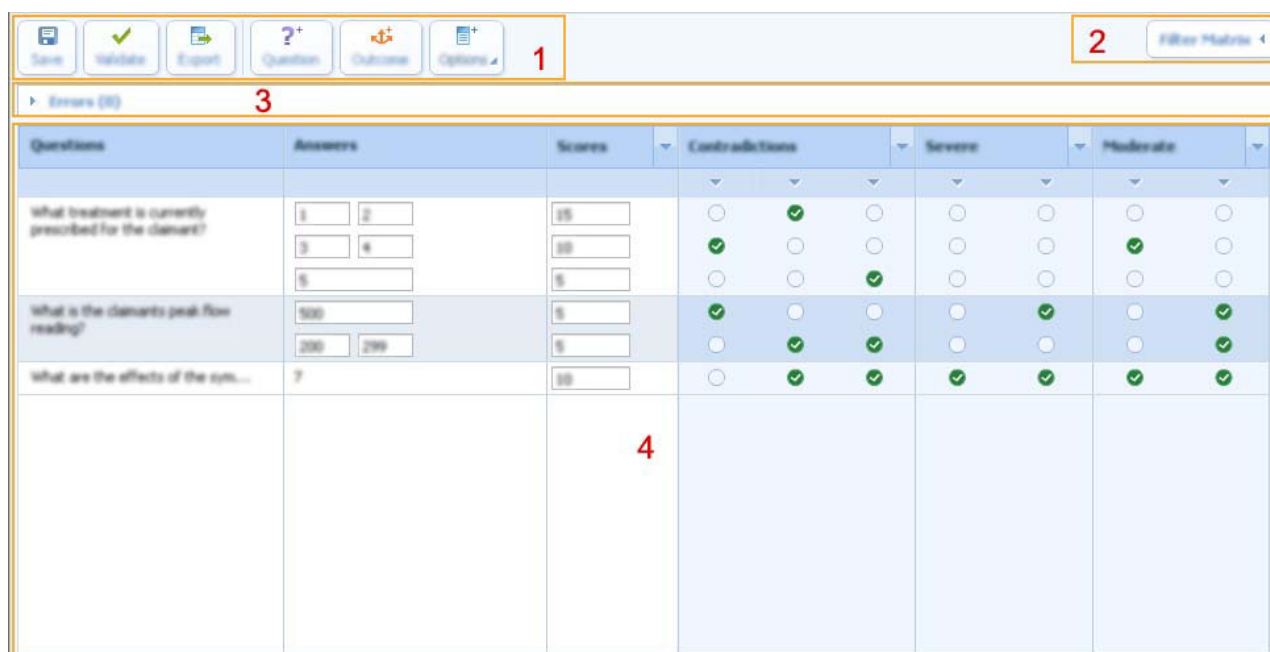 Save Validate Export Question Outcome Options 1
2 Filter Matrix
Errors (0) 3
Questions Answers Scores Contradictions Severe Moderate
What treatment is currently 1 2 15
prescribed for the claimant?
3 4 10
5 5
What is the claimants peak flow 500 5
reading?
200 299 5
What are the effects of the sym.... 7 10
4